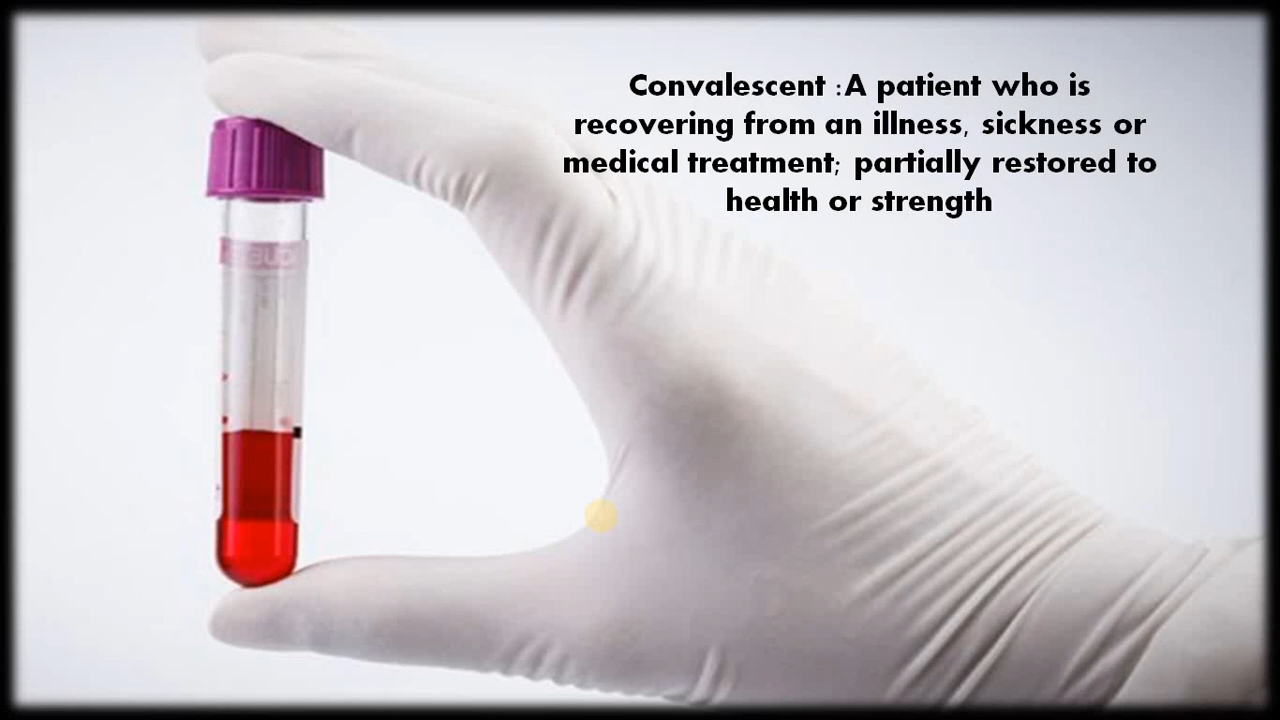 Convalescent :A patient who is
recovering from an illness, sickness or
medical treatment; partially restored to
health or strength